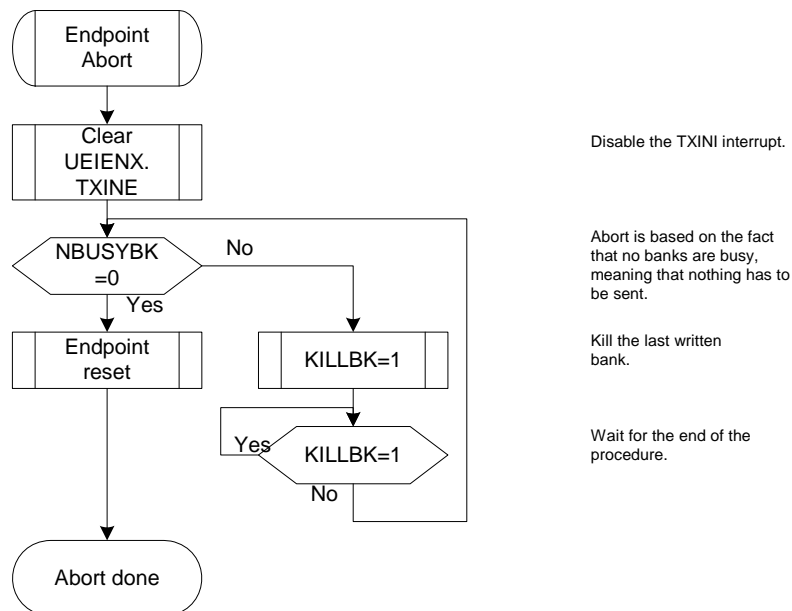 Endpoint
Abort
Clear
UEIENX.
TXINE
Disable the TXINI interrupt.
NBUSYBK
=0
No
Abort is based on the fact
that no banks are busy,
meaning that nothing has to
be sent.
Yes
Endpoint
reset
KILLBK=1
Kill the last written
bank.
Yes
KILLBK=1
Wait for the end of the
procedure.
No
Abort done